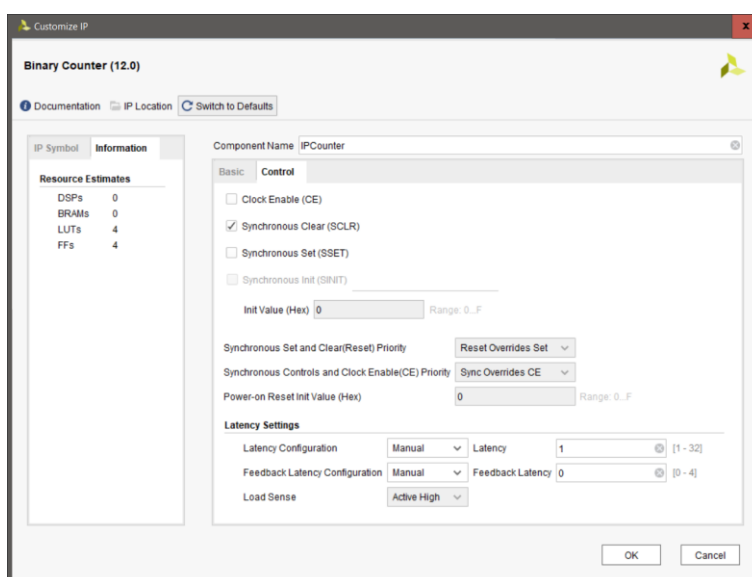 Customize IP
x
Binary Counter (12.0)
Documentation IP Location Switch to Defaults
IP Symbol Information
Resource Estimates
DSPs 0
BRAMs 0
LUTs 4
FFs 4
Component Name IPCounter
Basic Control
Clock Enable (CE)
Synchronous Clear (SCLR)
Synchronous Set (SSET)
Synchronous Init (SINIT)
Init Value (Hex) 0 Range: 0...F
Synchronous Set and Clear(Reset) Priority Reset Overrides Set
Synchronous Controls and Clock Enable(CE) Priority Sync Overrides CE
Power-on Reset Init Value (Hex) 0 Range: 0...F
Latency Settings
Latency Configuration Manual Latency 1 [1 - 32]
Feedback Latency Configuration Manual Feedback Latency 0 [0 - 4]
Load Sense Active High
OK Cancel